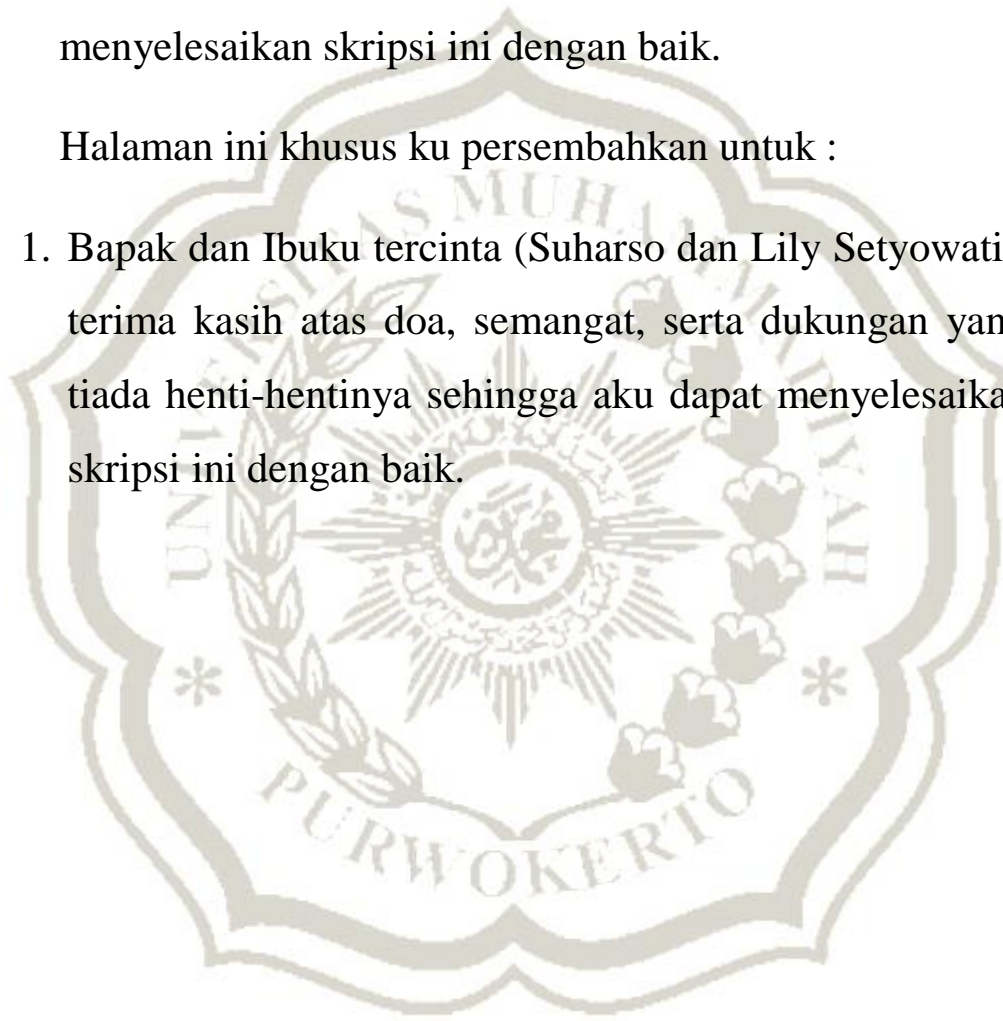 menyelesaikan skripsi ini dengan baik.
Halaman ini khusus ku persembahkan untuk :
1. Bapak dan Ibuku tercinta (Suharso dan Lily Setyowati
terima kasih atas doa, semangat, serta dukungan yan
tiada henti-hentinya sehingga aku dapat menyelesaika
skripsi ini dengan baik.
UNIVERSITAS MUHAMMADIYAH
PURWOKERTO